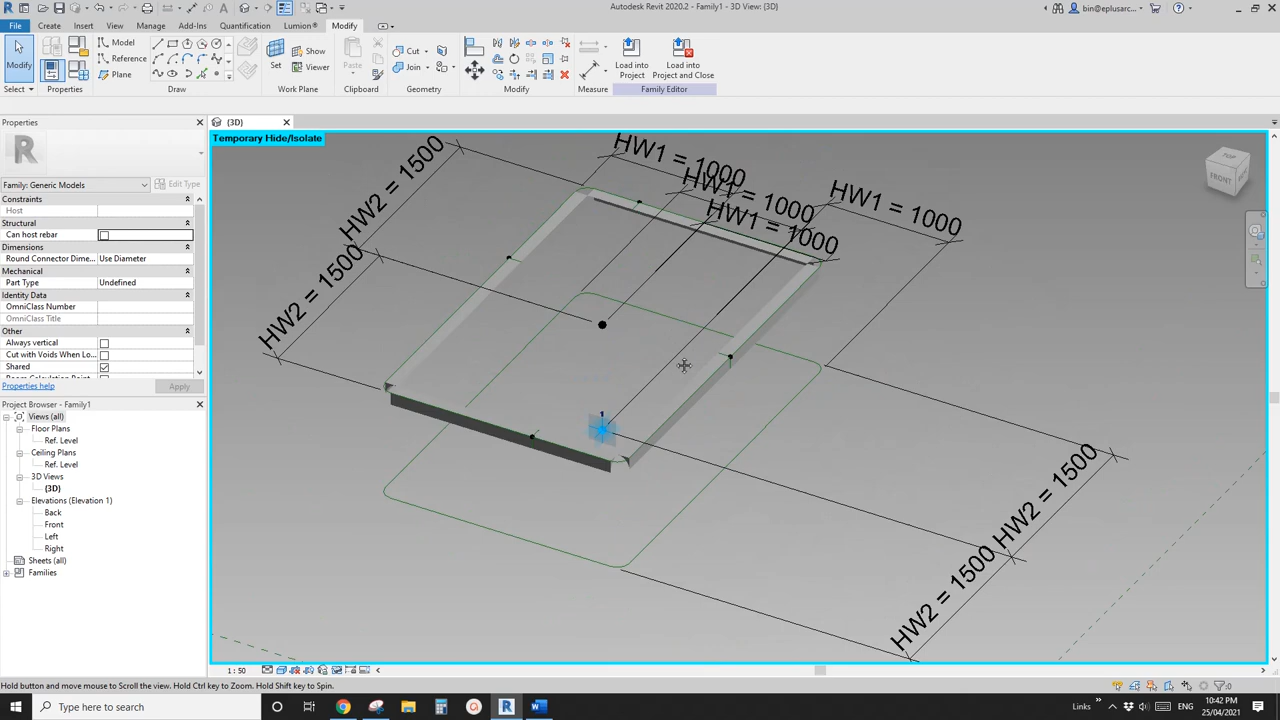 Autodesk Revit 2020.2 - Family1 - 3D View: {3D}
bin@eplusarc...
File Create Insert View Manage Add-Ins Quantification Lumion® Modify
Modify
Select
Properties
Model
Reference
Plane
Draw
Set
Show
Viewer
Work Plane
Paste
Clipboard
Cut
Join
Geometry
Modify
Measure
Load into
Project
Load into
Project and Close
Family Editor
Properties
Family: Generic Models
Edit Type
Constraints
Host
Structural
Can host rebar
Dimensions
Round Connector Dime... Use Diameter
Mechanical
Part Type Undefined
Identity Data
OmniClass Number
OmniClass Title
Other
Always vertical
Cut with Voids When Lo...
Shared
Properties help
Apply
Project Browser - Family1
Views (all)
Floor Plans
Ref. Level
Ceiling Plans
Ref. Level
3D Views
{3D}
Elevations (Elevation 1)
Back
Front
Left
Right
Sheets (all)
Families
{3D}
Temporary Hide/Isolate
HW1 = 1000
HW1 = 1000
HW1 = 1000
HW1 = 1000
HW2 = 1500
HW2 = 1500
HW2 = 1500
HW2 = 1500
1
TOP
FRONT
1 : 50
Hold button and move mouse to Scroll the view. Hold Ctrl key to Zoom. Hold Shift key to Spin.
:0
Type here to search
Links
ENG
10:42 PM
25/04/2021